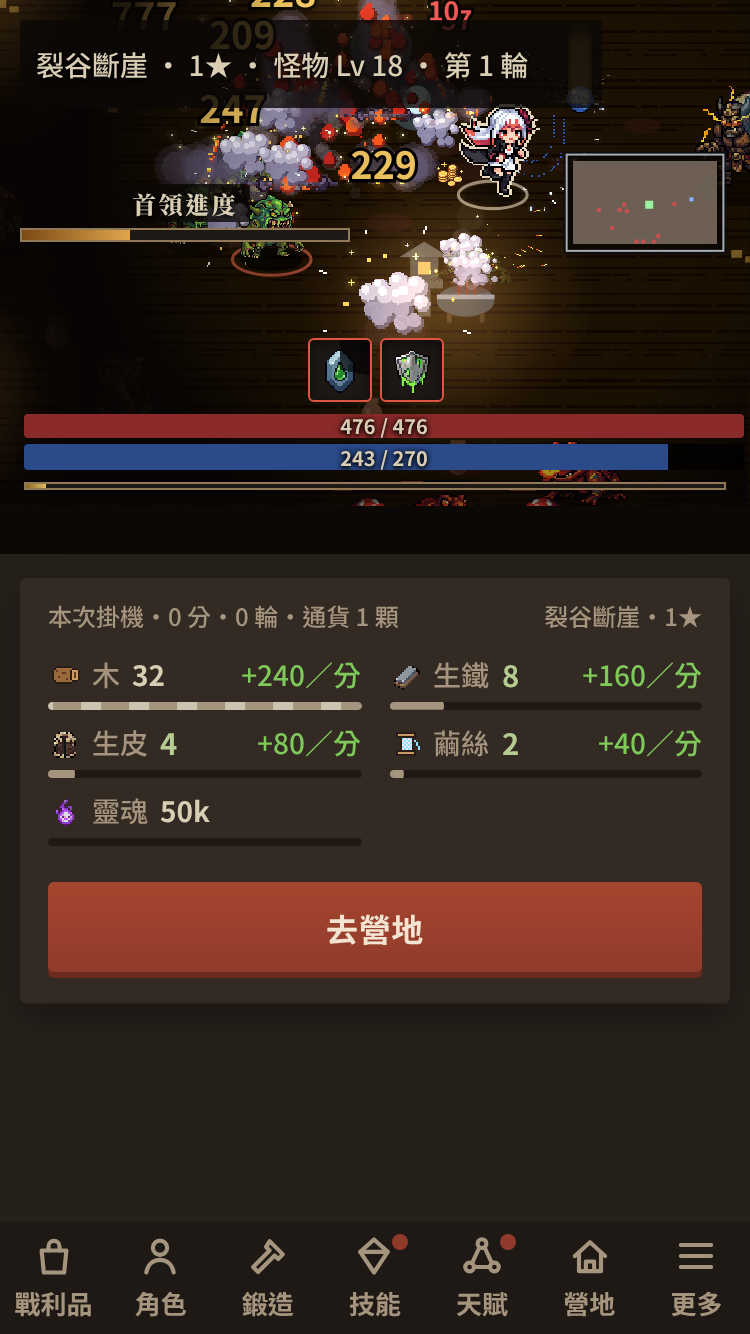 777
228
107
209
裂谷斷崖 • 1★ • 怪物 Lv 18 • 第 1 輪
247
229
首領進度
476 / 476
243 / 270
本次掛機・0 分・0 輪・通貨 1 顆
裂谷斷崖・1★
木 32 +240／分
生鐵 8 +160／分
生皮 4 +80／分
繭絲 2 +40／分
靈魂 50k
去營地
戰利品
角色
鍛造
技能
天賦
營地
更多